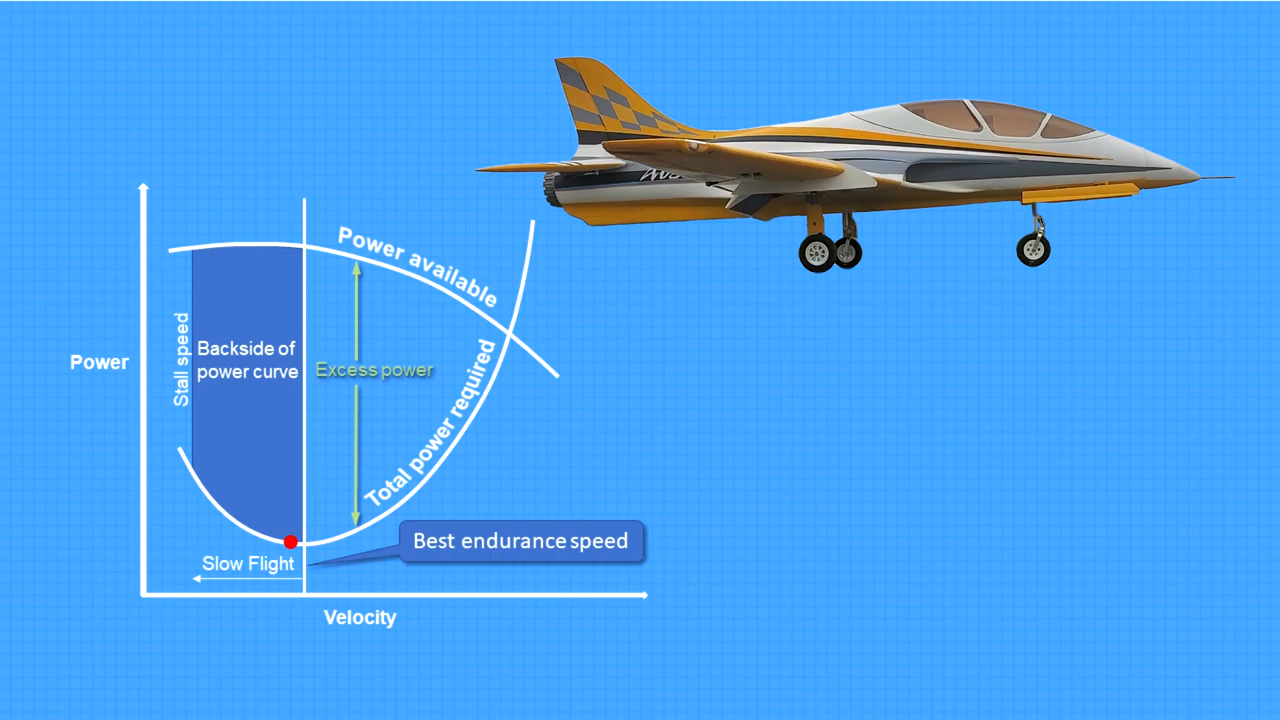 Power available
Power
Stall speed
Backside of
power curve
Excess power
Total power required
Best endurance speed
Slow Flight
Velocity